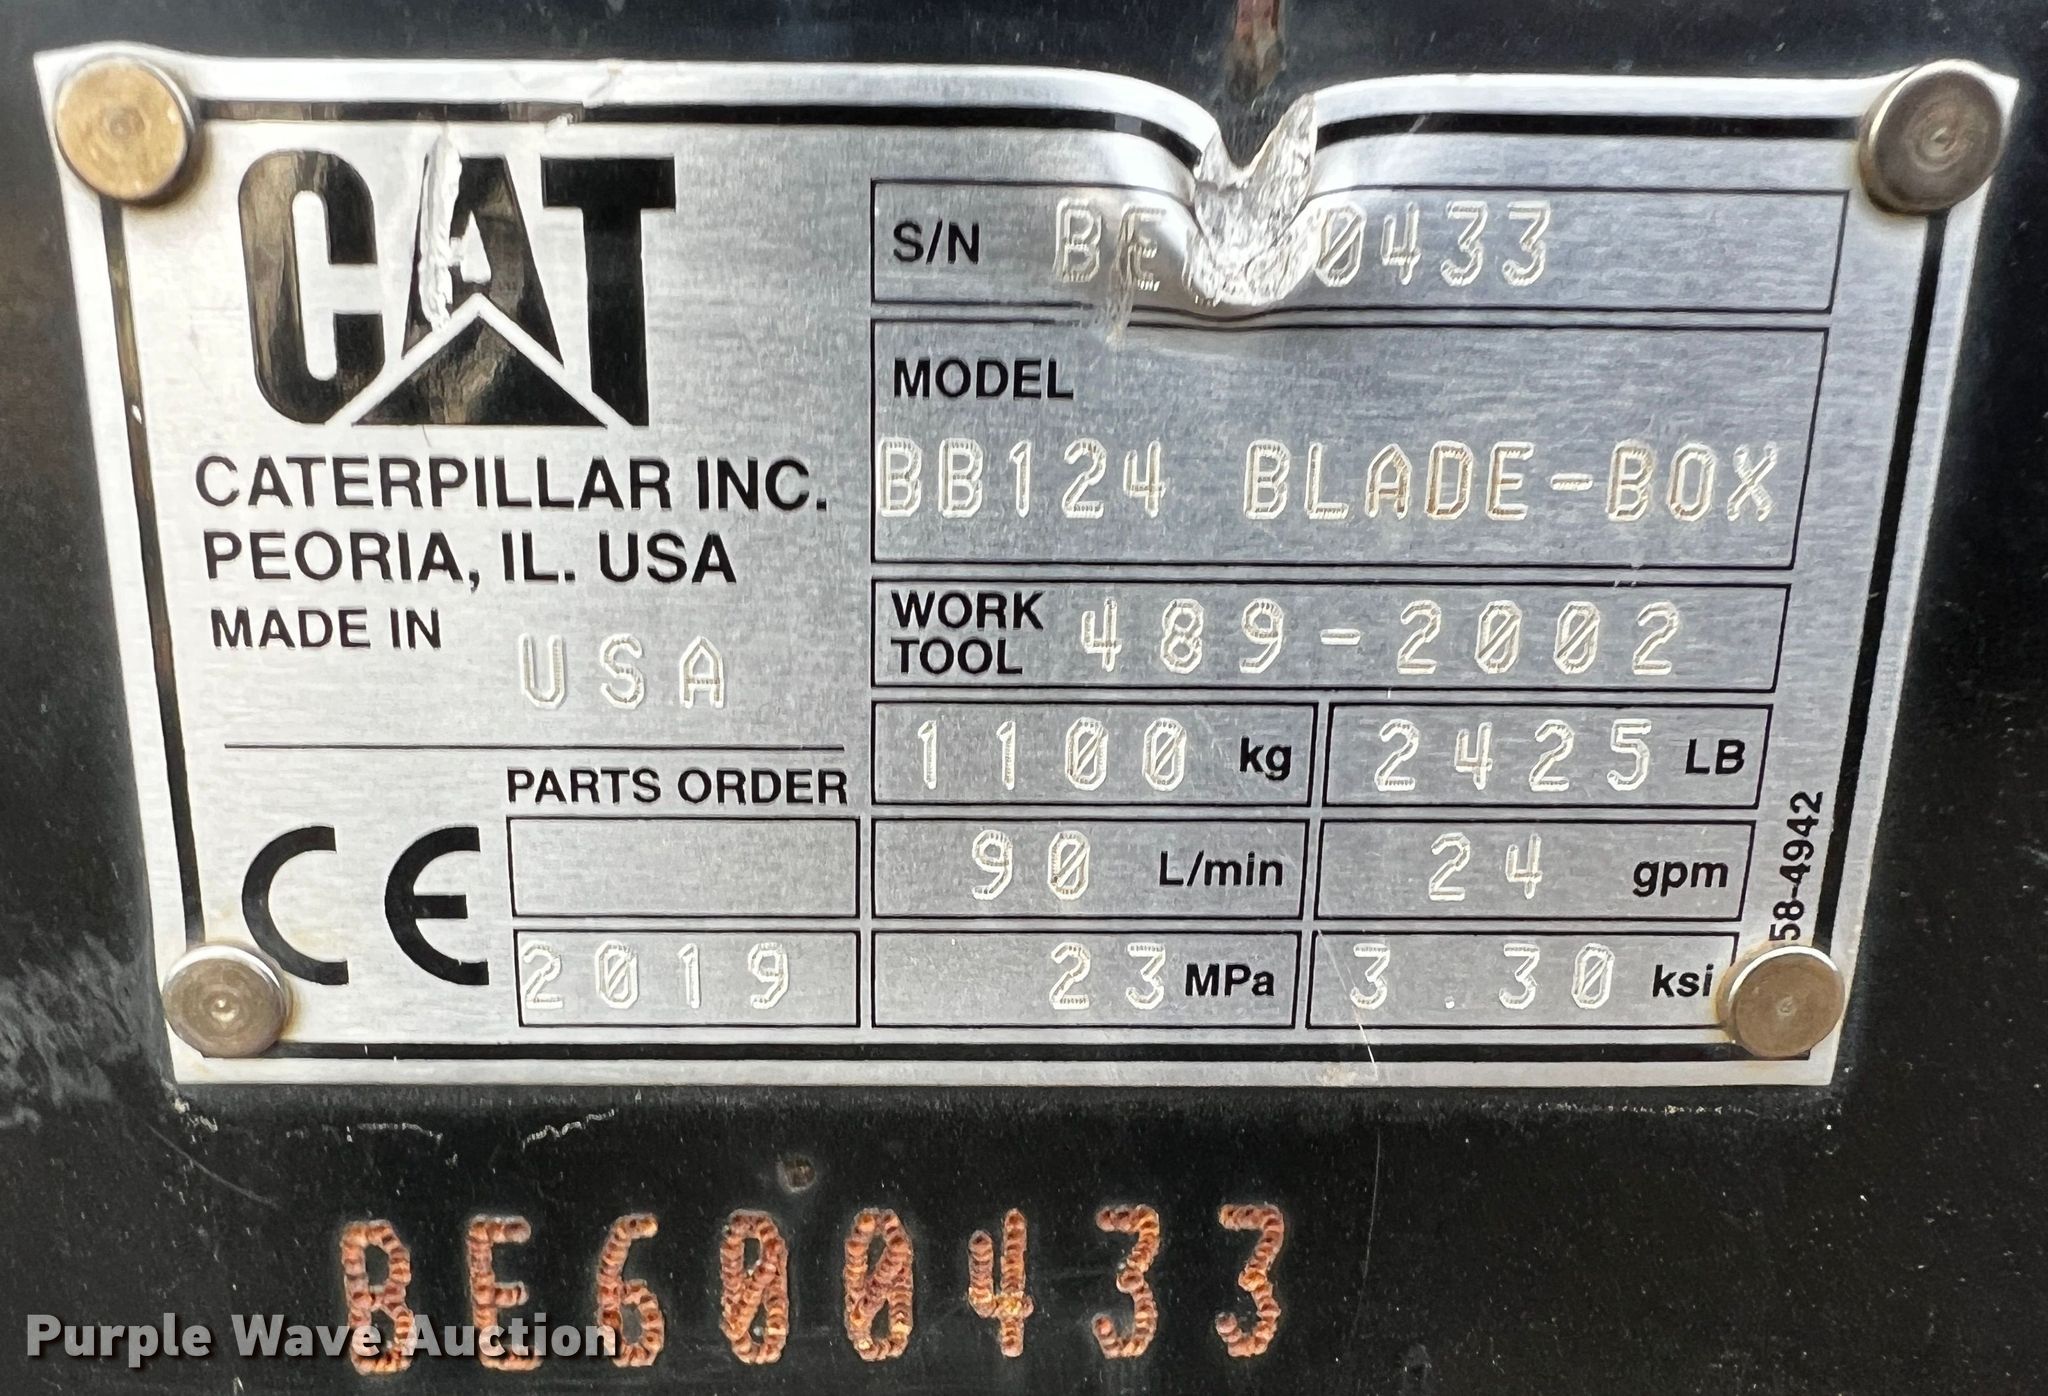 CAT
CATERPILLAR INC.
PEORIA, IL. USA
MADE IN USA
PARTS ORDER
CE
2019
S/N BE 0433
MODEL
BB124 BLADE-BOX
WORK TOOL 489-2002
1100 kg 2425 LB
90 L/min 24 gpm
23 MPa 3.30 ksi
58-4942
BE600433
Purple Wave Auction